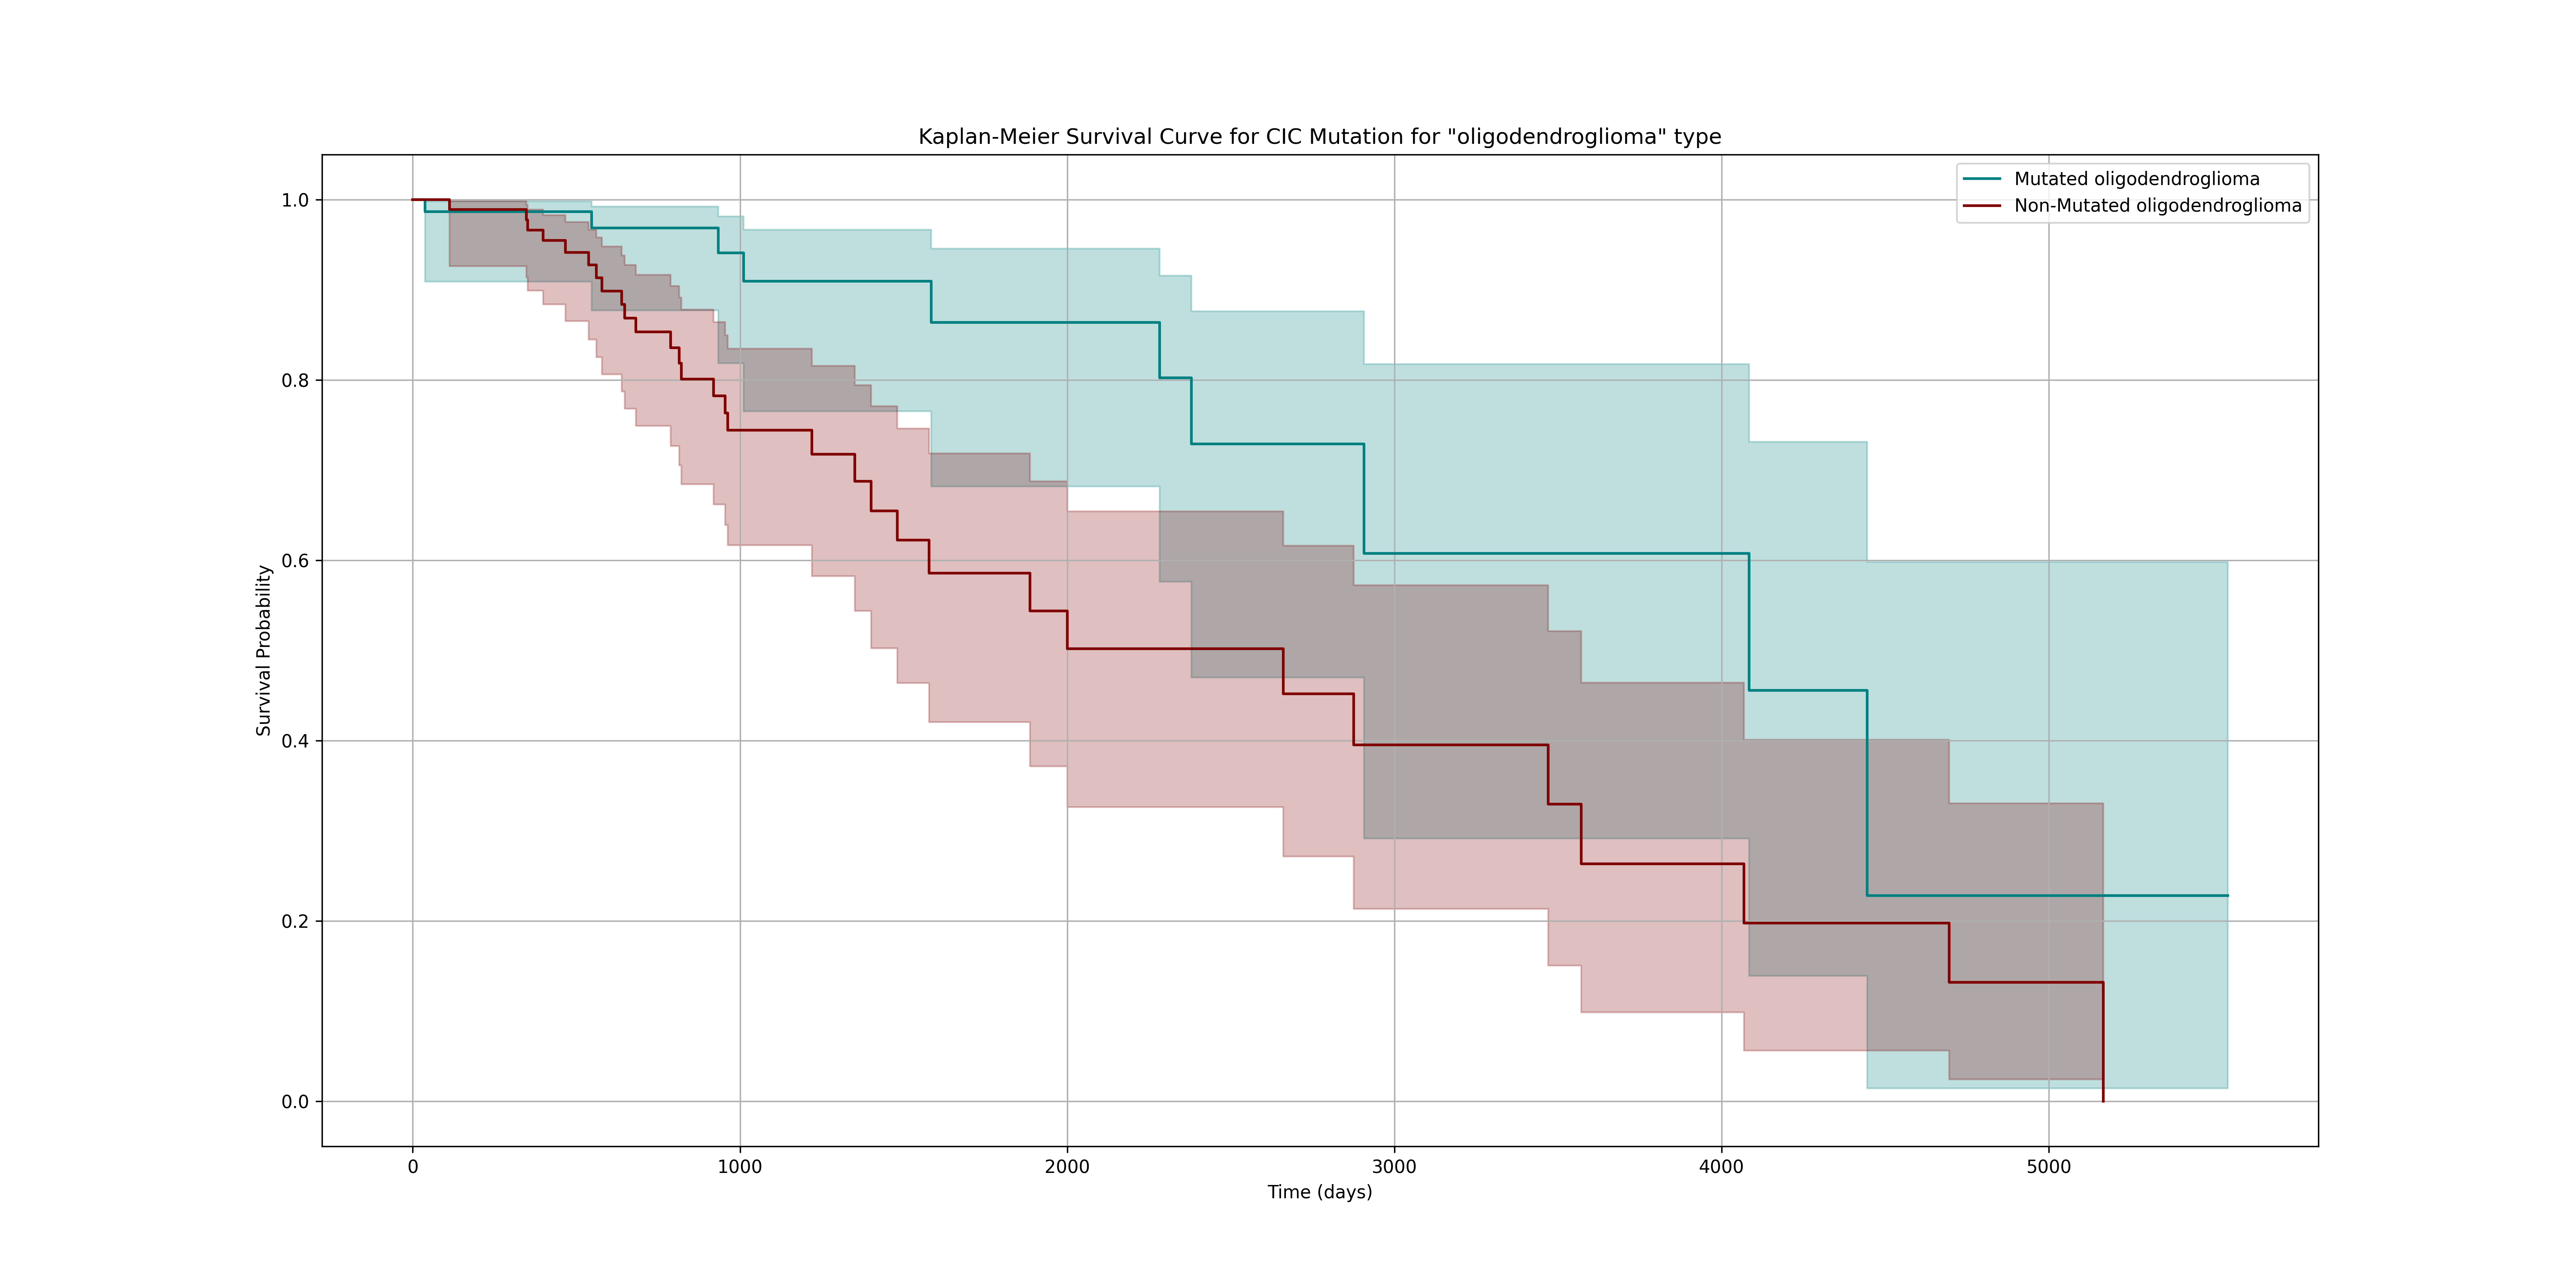 Kaplan-Meier Survival Curve for CIC Mutation for "oligodendroglioma" type
Mutated oligodendroglioma
Non-Mutated oligodendroglioma
1.0
0.8
0.6
0.4
0.2
0.0
Survival Probability
0 1000 2000 3000 4000 5000
Time (days)